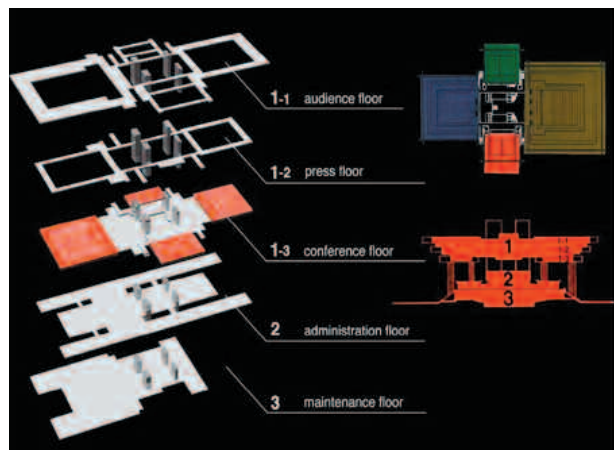 1-1 audience floor
1-2 press floor
1-3 conference floor
2 administration floor
3 maintenance floor
1
2
3